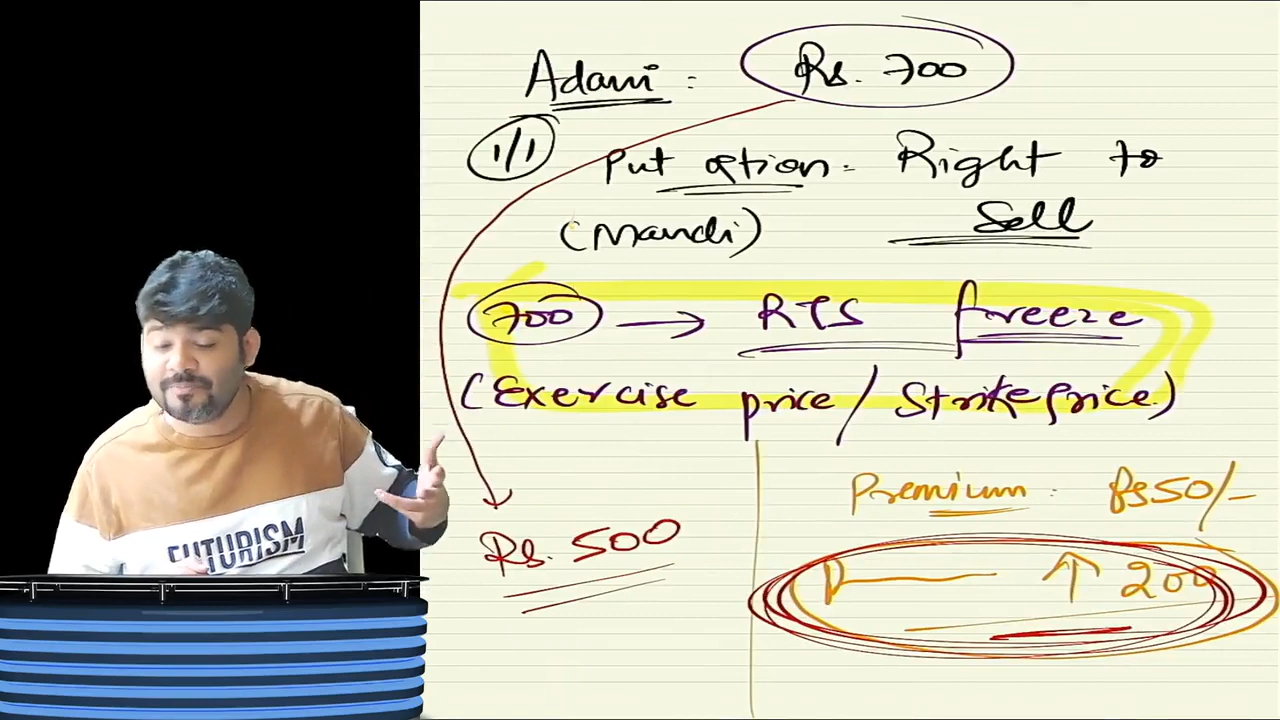 Adani : Rs. 700
1/1 Put option = Right to
(Mandi) Sell
700 → RTS freeze
(Exercise price / Strike price)
Premium : Rs 50/-
Rs. 500
P ↑ 200
FUTURISM